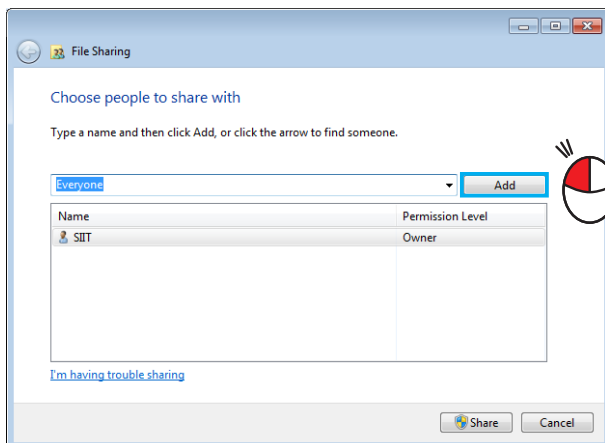 File Sharing
Choose people to share with
Type a name and then click Add, or click the arrow to find someone.
Everyone
Add
Name Permission Level
SIIT Owner
I'm having trouble sharing
Share Cancel